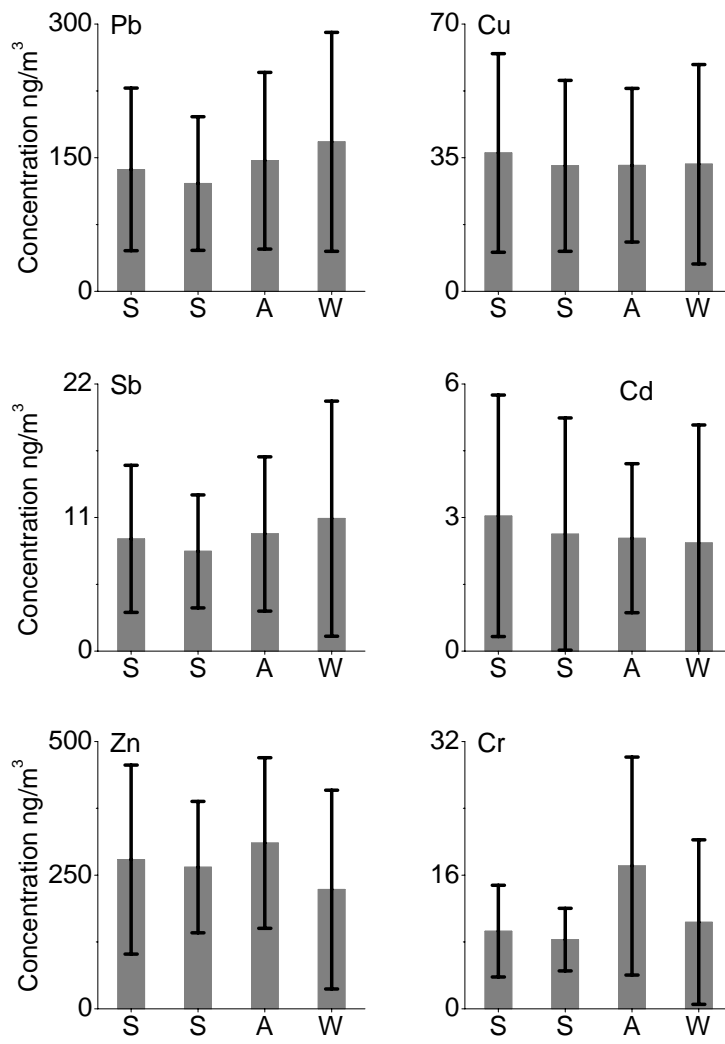 Pb
Concentration ng/m³
300
150
0
S S A W
Cu
70
35
0
S S A W
Sb
Concentration ng/m³
22
11
0
S S A W
Cd
6
3
0
S S A W
Zn
Concentration ng/m³
500
250
0
S S A W
Cr
32
16
0
S S A W